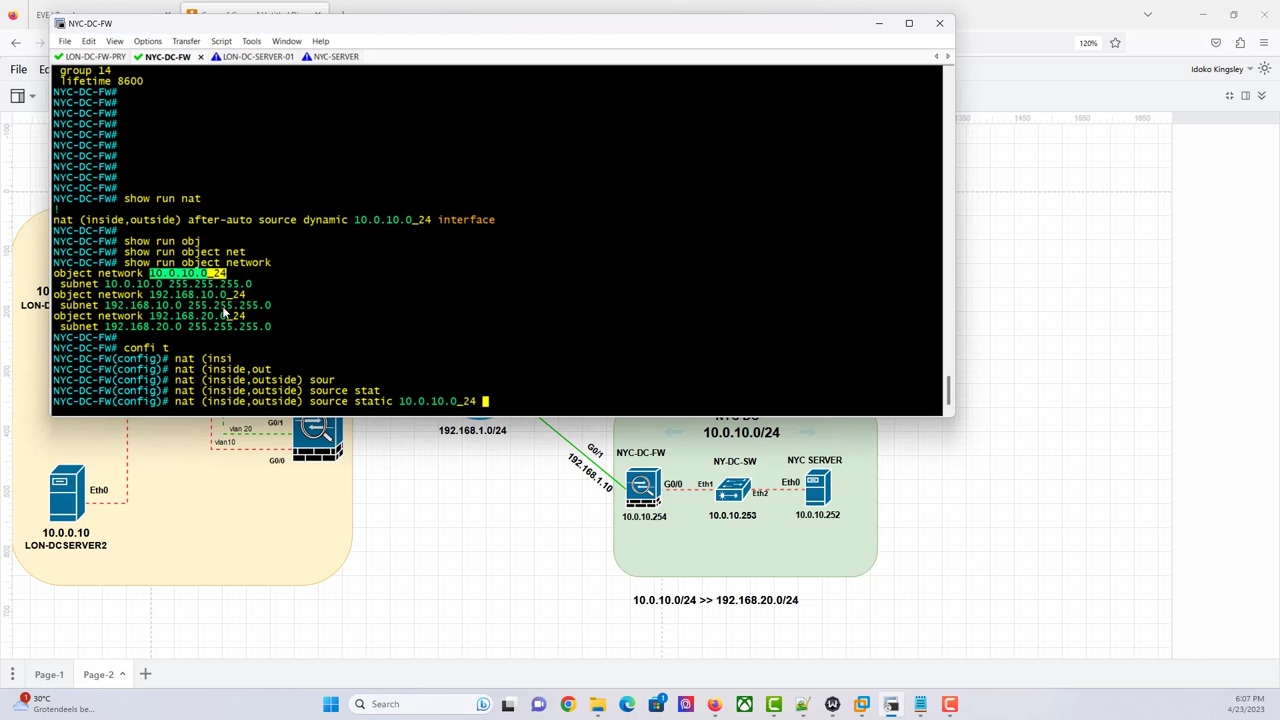 NYC-DC-FW
File Edit View Options Transfer Script Tools Window Help
LON-DC-FW-PRY NYC-DC-FW LON-DC-SERVER-01 NYC-SERVER
120%
File
Idoko Kingsley
group 14
lifetime 8600
NYC-DC-FW#
NYC-DC-FW#
NYC-DC-FW#
NYC-DC-FW#
NYC-DC-FW#
NYC-DC-FW#
NYC-DC-FW#
NYC-DC-FW#
NYC-DC-FW#
NYC-DC-FW#
NYC-DC-FW# show run nat
!
nat (inside,outside) after-auto source dynamic 10.0.10.0_24 interface
NYC-DC-FW#
NYC-DC-FW# show run obj
NYC-DC-FW# show run object net
NYC-DC-FW# show run object network
object network 10.0.10.0_24
subnet 10.0.10.0 255.255.255.0
object network 192.168.10.0_24
subnet 192.168.10.0 255.255.255.0
object network 192.168.20.0_24
subnet 192.168.20.0 255.255.255.0
NYC-DC-FW#
NYC-DC-FW# confi t
NYC-DC-FW(config)# nat (insi
NYC-DC-FW(config)# nat (inside,out
NYC-DC-FW(config)# nat (inside,outside) sour
NYC-DC-FW(config)# nat (inside,outside) source stat
NYC-DC-FW(config)# nat (inside,outside) source static 10.0.10.0_24
1350 1450 1500 1550 1650
vlan 20
G0/1
vlan10
G0/0
Eth0
10.0.0.10
LON-DCSERVER2
192.168.1.0/24
G0/1
192.168.1.10
10.0.10.0/24
NYC-DC-FW
NY-DC-SW
NYC SERVER
G0/0
Eth1
Eth2
Eth0
10.0.10.254
10.0.10.253
10.0.10.252
10.0.10.0/24 >> 192.168.20.0/24
Page-1 Page-2
30°C
Grotendeels be...
Search
6:07 PM
4/23/2023